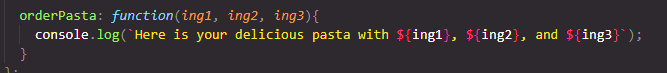 orderPasta: function(ing1, ing2, ing3){
console.log(`Here is your delicious pasta with ${ing1}, ${ing2}, and ${ing3}`);
}